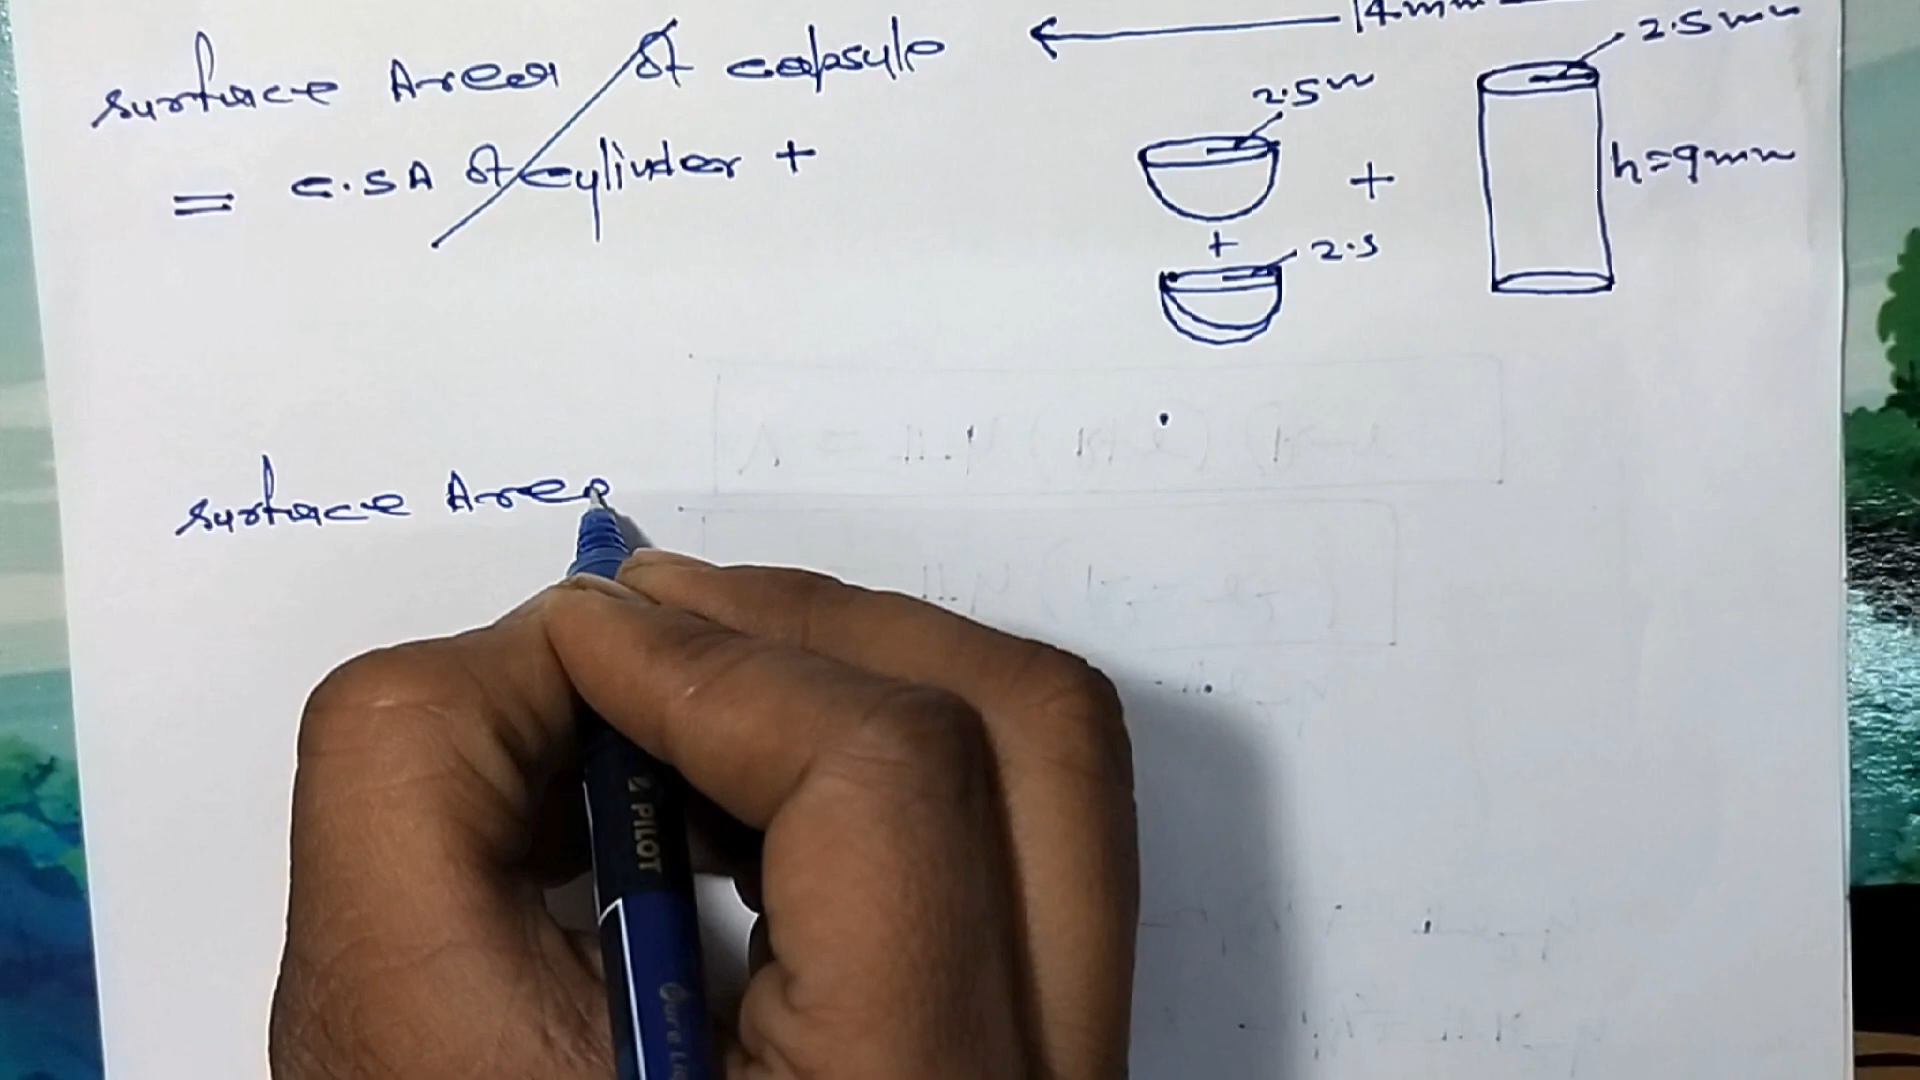 surface Area of capsule
= C.S.A of cylinder +
14mm
2.5mm
2.5m
+
h=9mm
+
2.5
surface Area
PILOT